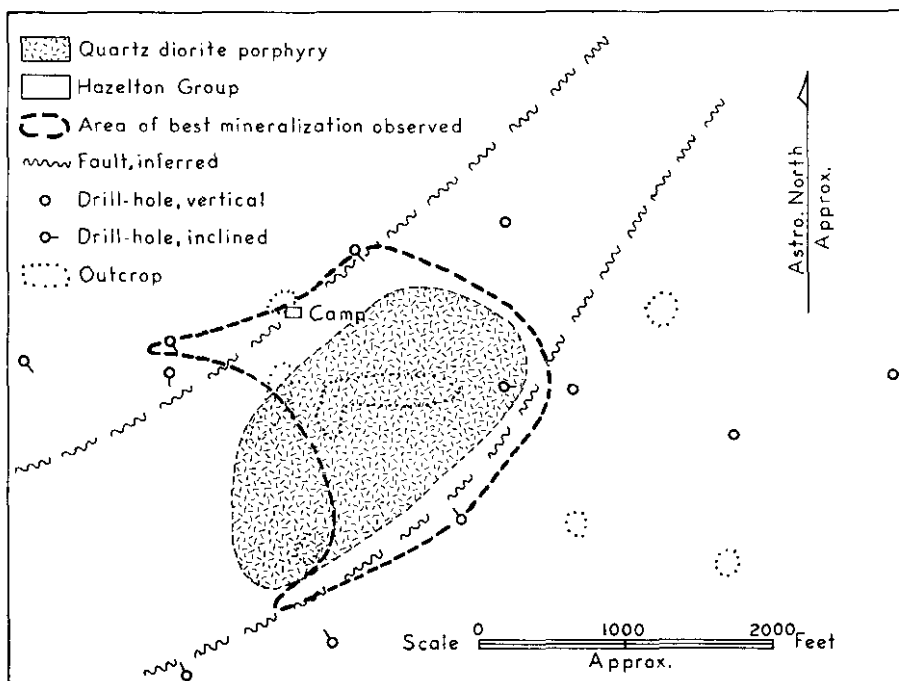 Quartz diorite porphyry
Hazelton Group
Area of best mineralization observed
Fault, inferred
Drill-hole, vertical
Drill-hole, inclined
Outcrop
Astro. North
Approx.
Camp
Scale 0 1000 2000 Feet
Approx.